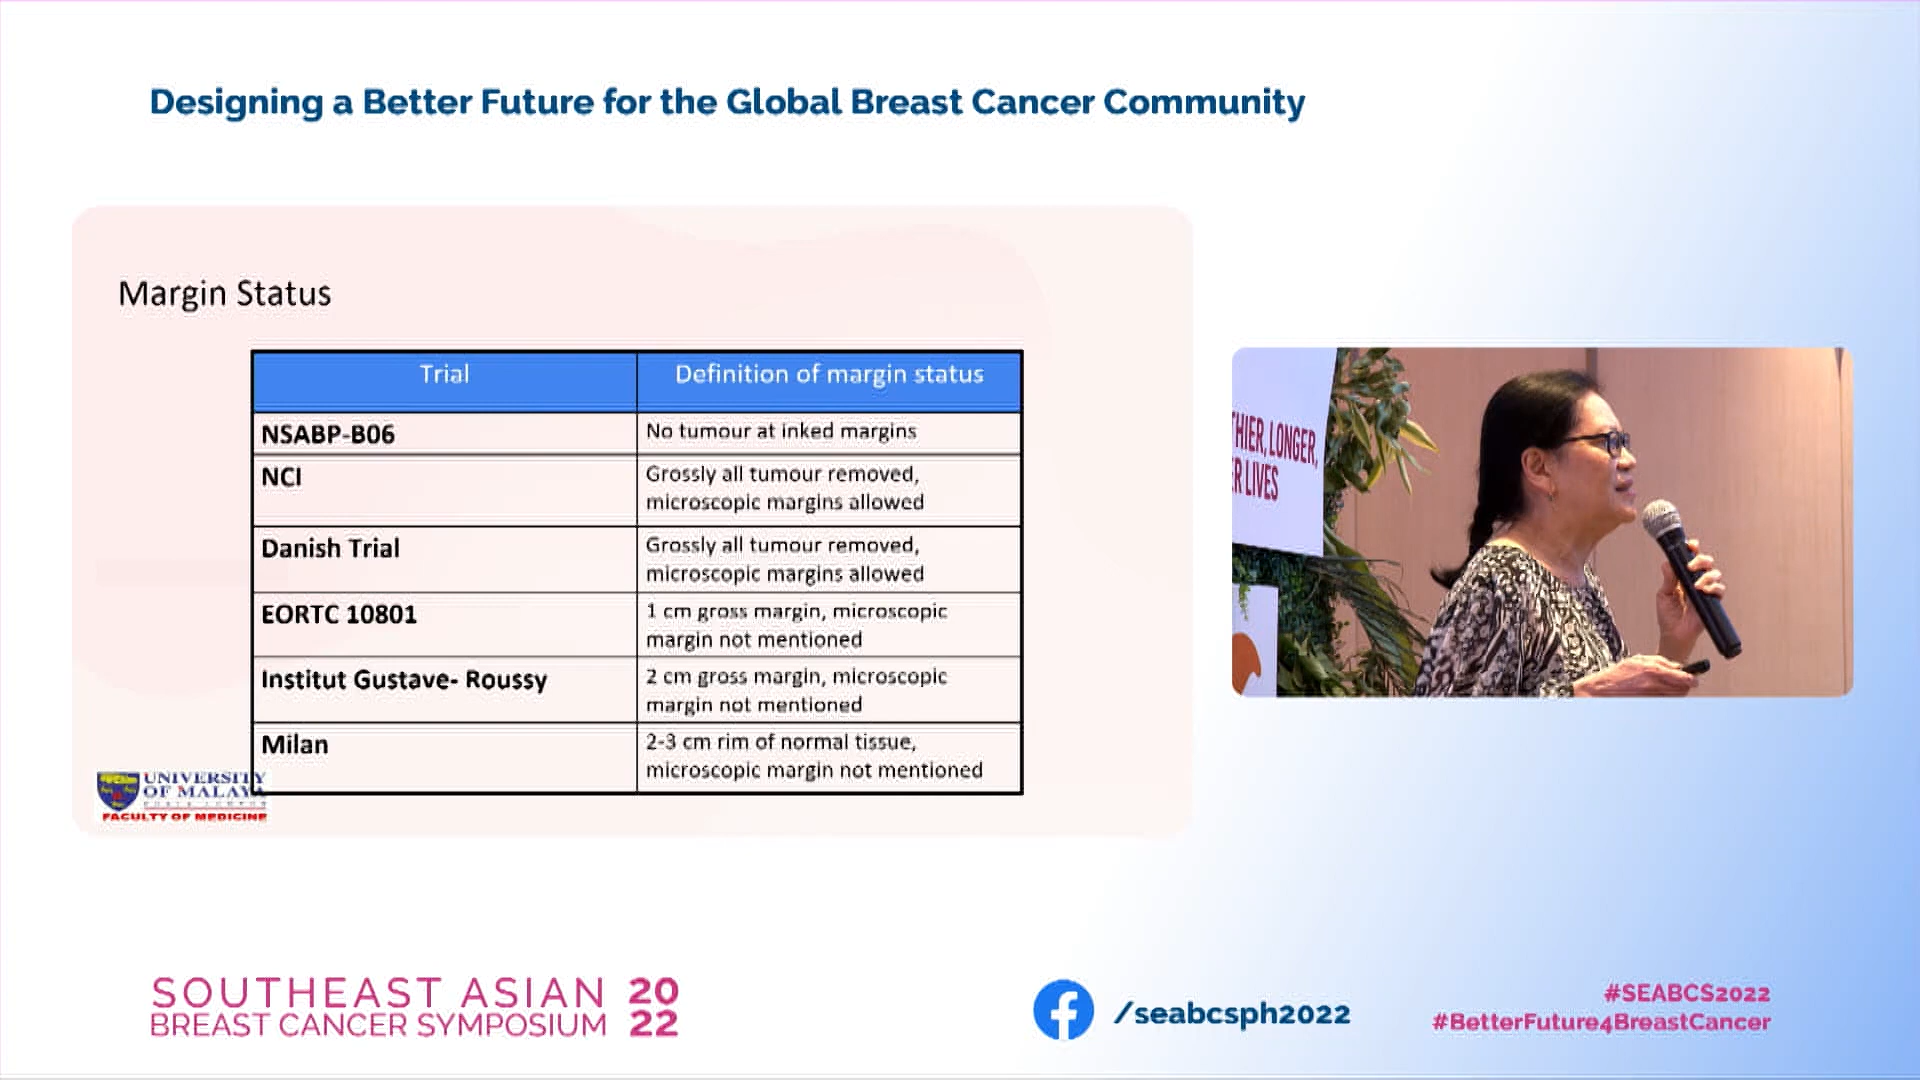 Designing a Better Future for the Global Breast Cancer Community
Margin Status
Trial
Definition of margin status
NSABP-B06
No tumour at inked margins
NCI
Grossly all tumour removed,
microscopic margins allowed
Danish Trial
Grossly all tumour removed,
microscopic margins allowed
EORTC 10801
1 cm gross margin, microscopic
margin not mentioned
Institut Gustave- Roussy
2 cm gross margin, microscopic
margin not mentioned
Milan
2-3 cm rim of normal tissue,
microscopic margin not mentioned
UNIVERSITY
OF MALAYA
FACULTY OF MEDICINE
THIER, LONGER,
R LIVES
SOUTHEAST ASIAN 20
BREAST CANCER SYMPOSIUM 22
/seabcsph2022
#SEABCS2022
#BetterFuture4BreastCancer